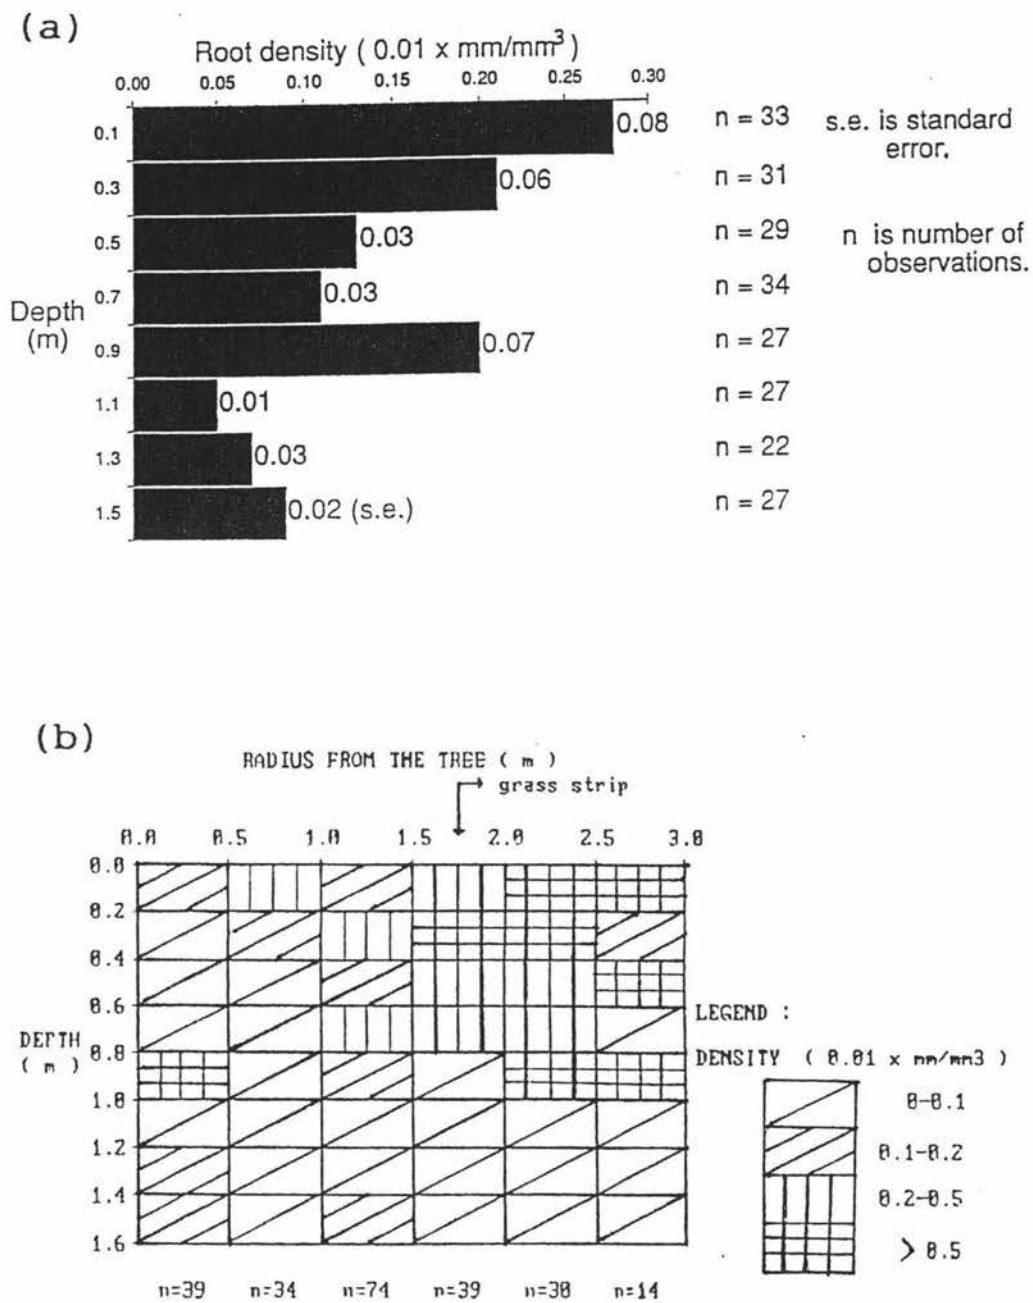 (a)
Root density ( 0.01 x mm/mm³)
0.00 0.05 0.10 0.15 0.20 0.25 0.30
0.1 0.08 n = 33
s.e. is standard
error.
0.3 0.06 n = 31
0.5 0.03 n = 29
n is number of
observations.
0.7 0.03 n = 34
Depth
(m)
0.9 0.07 n = 27
1.1 0.01 n = 27
1.3 0.03 n = 22
1.5 0.02 (s.e.) n = 27
(b)
RADIUS FROM THE TREE ( m )
grass strip
0.0 0.5 1.0 1.5 2.0 2.5 3.0
0.0
0.2
0.4
0.6
DEPTH
( m )
0.8
1.0
1.2
1.4
1.6
LEGEND :
DENSITY ( 0.01 x mm/mm3 )
0-0.1
0.1-0.2
0.2-0.5
> 0.5
n=39 n=34 n=74 n=39 n=30 n=14